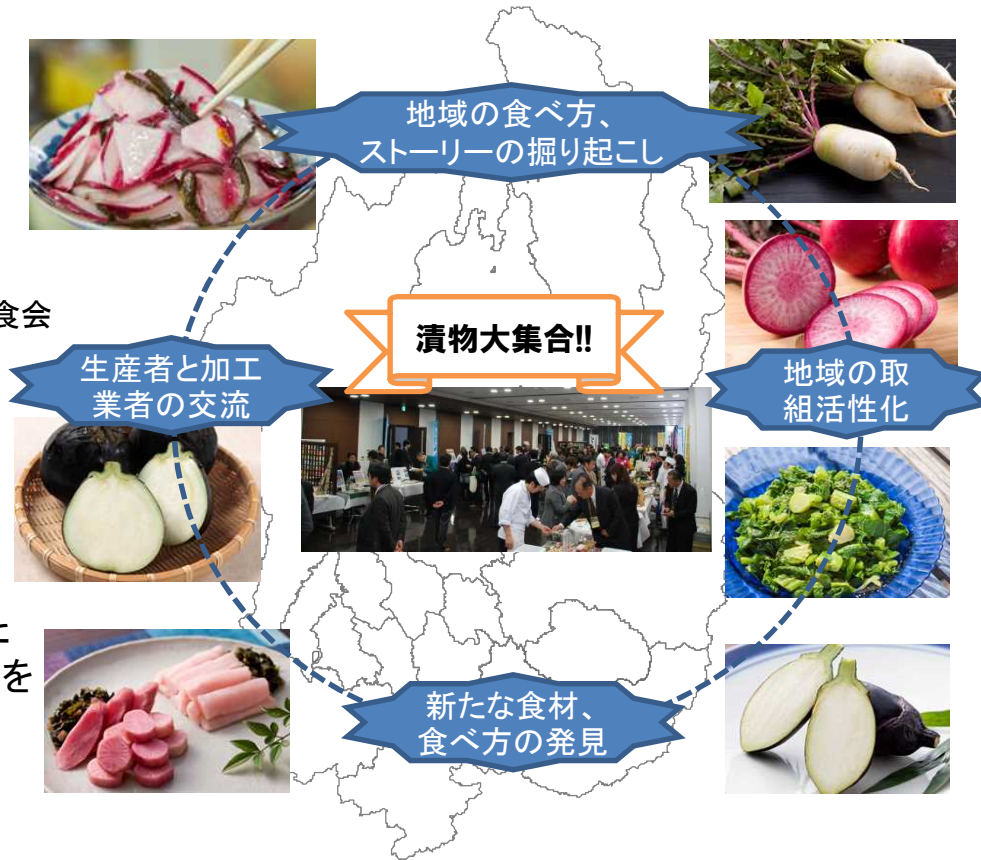 地域の食べ方、
ストーリーの掘り起こし
食会
漬物大集合!!
生産者と加工
業者の交流
地域の取
組活性化
を
新たな食材、
食べ方の発見